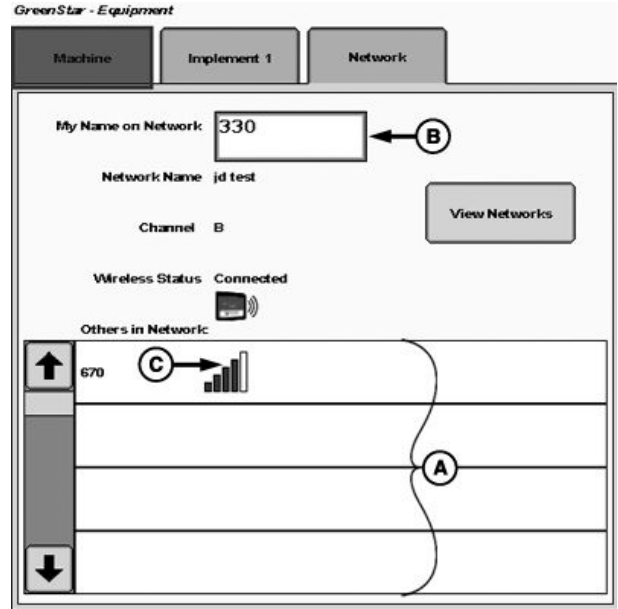 GreenStar - Equipment
Machine Implement 1 Network
My Name on Network 330 B
Network Name jd test
View Networks
Channel B
Wireless Status Connected
Others in Network:
670 C
A